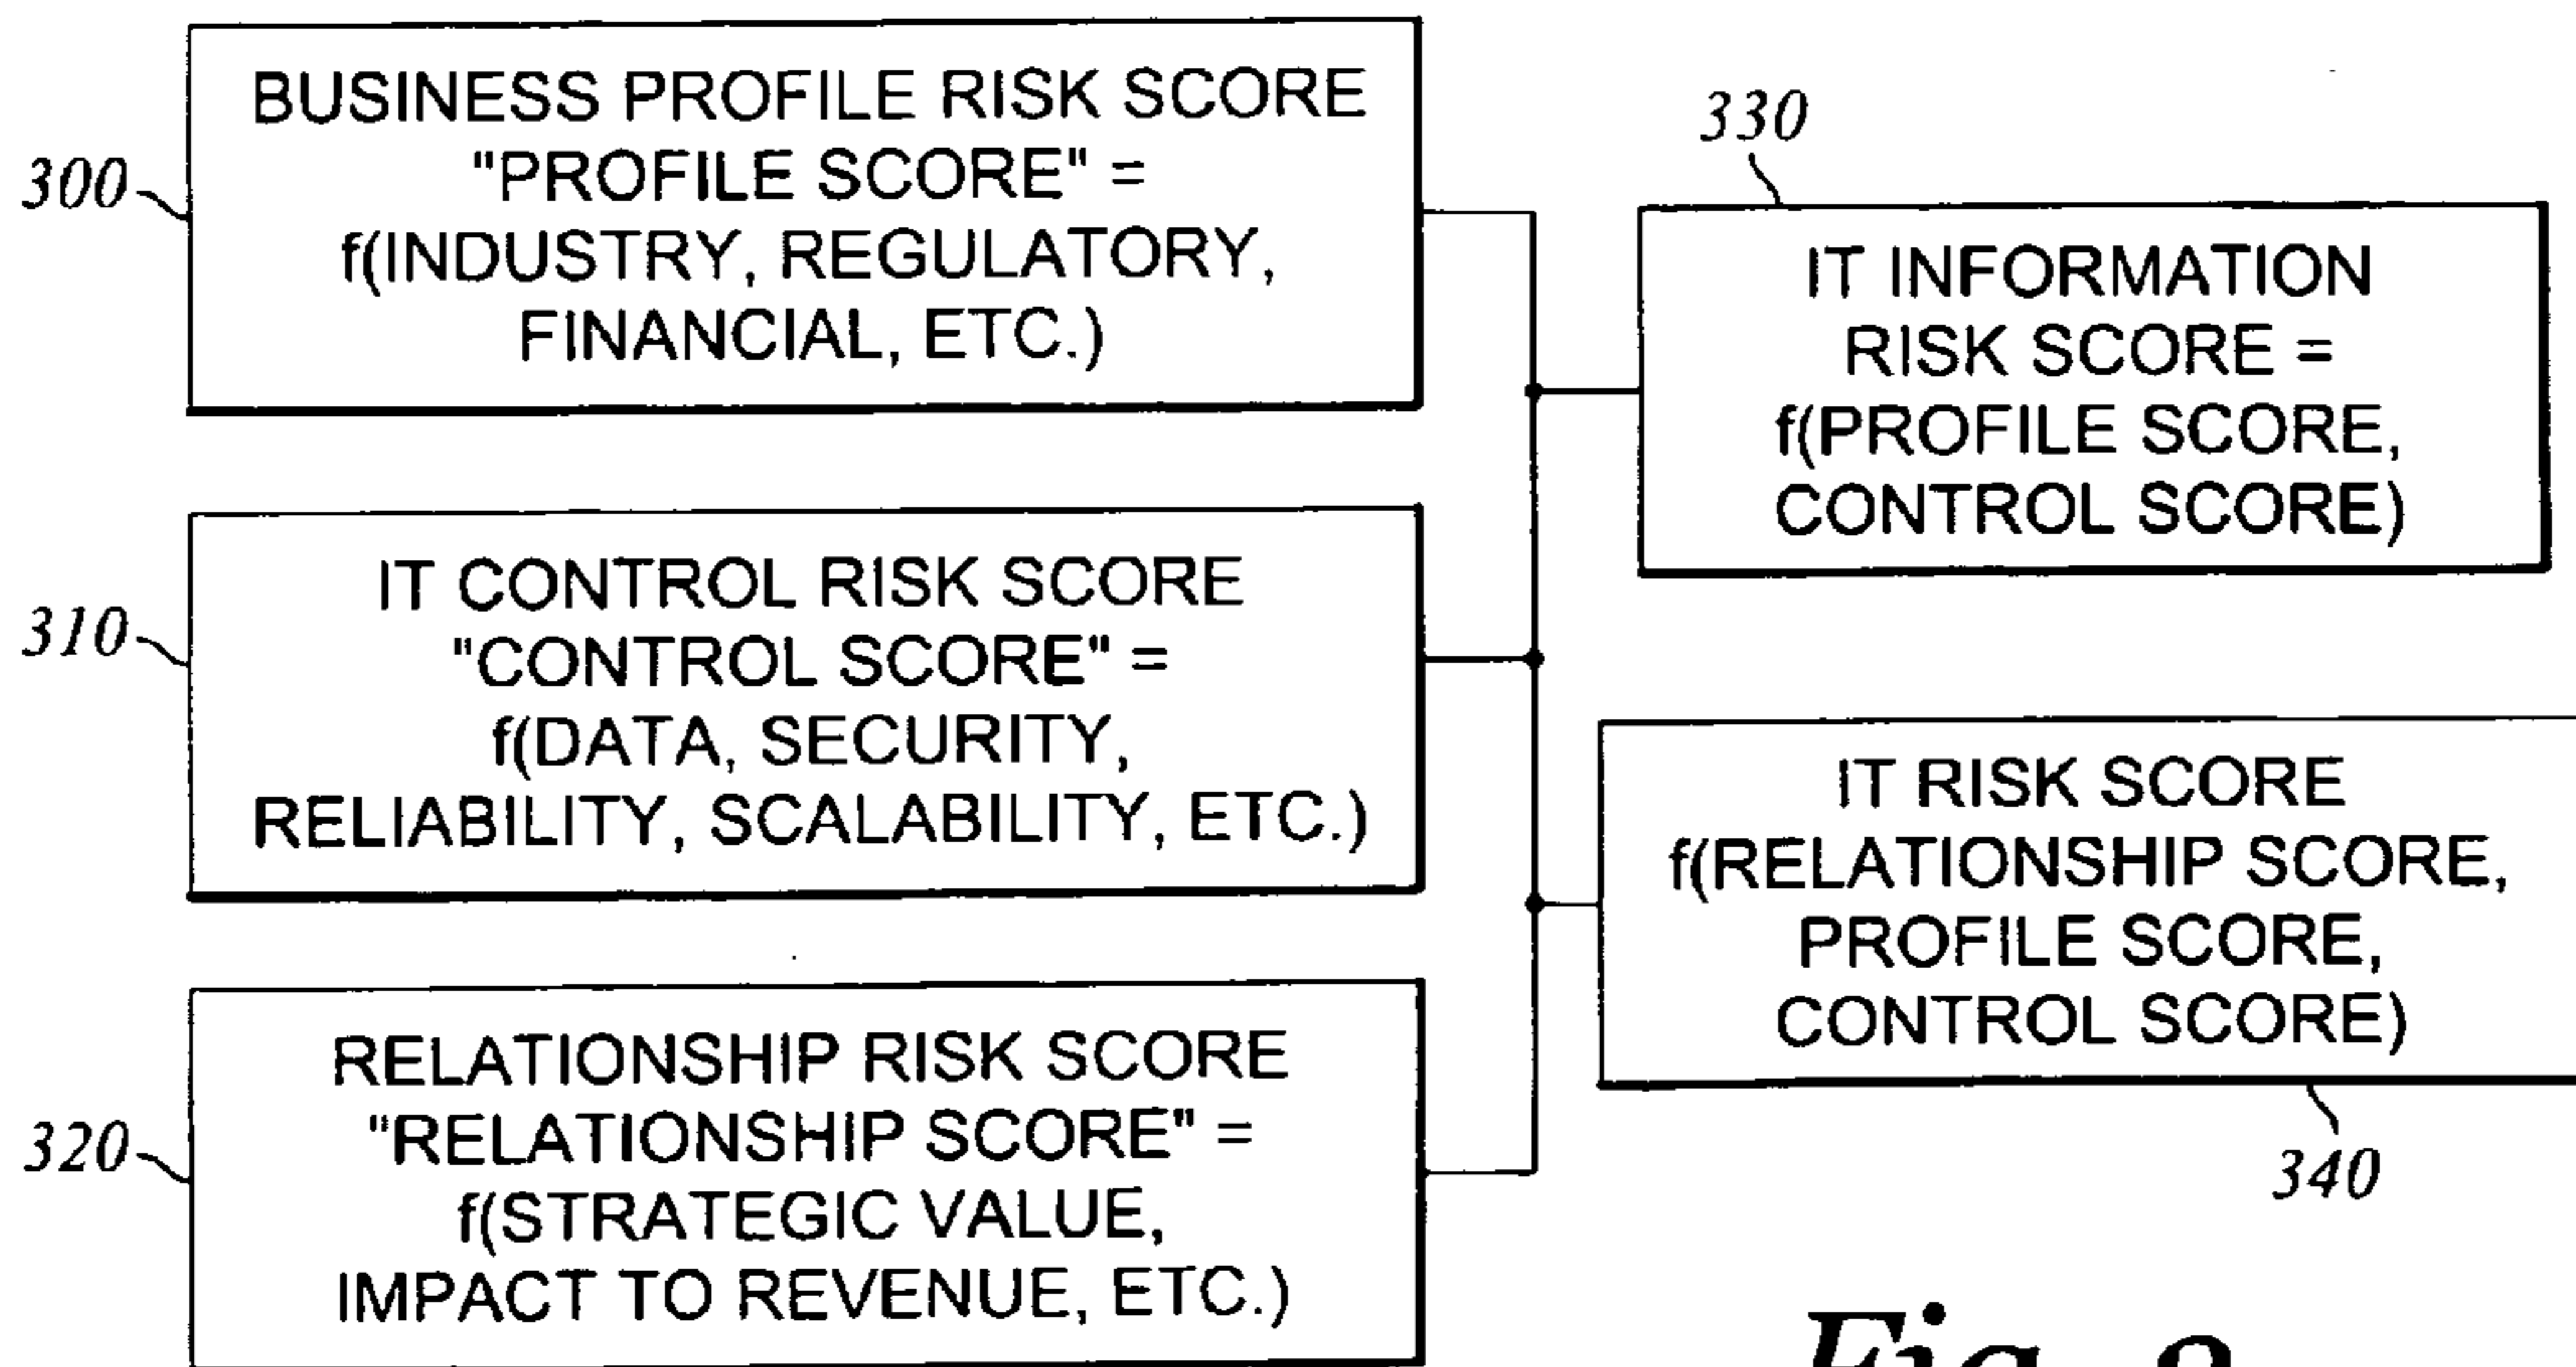 300
BUSINESS PROFILE RISK SCORE
"PROFILE SCORE" =
f(INDUSTRY, REGULATORY,
FINANCIAL, ETC.)
310
IT CONTROL RISK SCORE
"CONTROL SCORE" =
f(DATA, SECURITY,
RELIABILITY, SCALABILITY, ETC.)
320
RELATIONSHIP RISK SCORE
"RELATIONSHIP SCORE" =
f(STRATEGIC VALUE,
IMPACT TO REVENUE, ETC.)
330
IT INFORMATION
RISK SCORE =
f(PROFILE SCORE,
CONTROL SCORE)
IT RISK SCORE
f(RELATIONSHIP SCORE,
PROFILE SCORE,
CONTROL SCORE)
340
Fig.